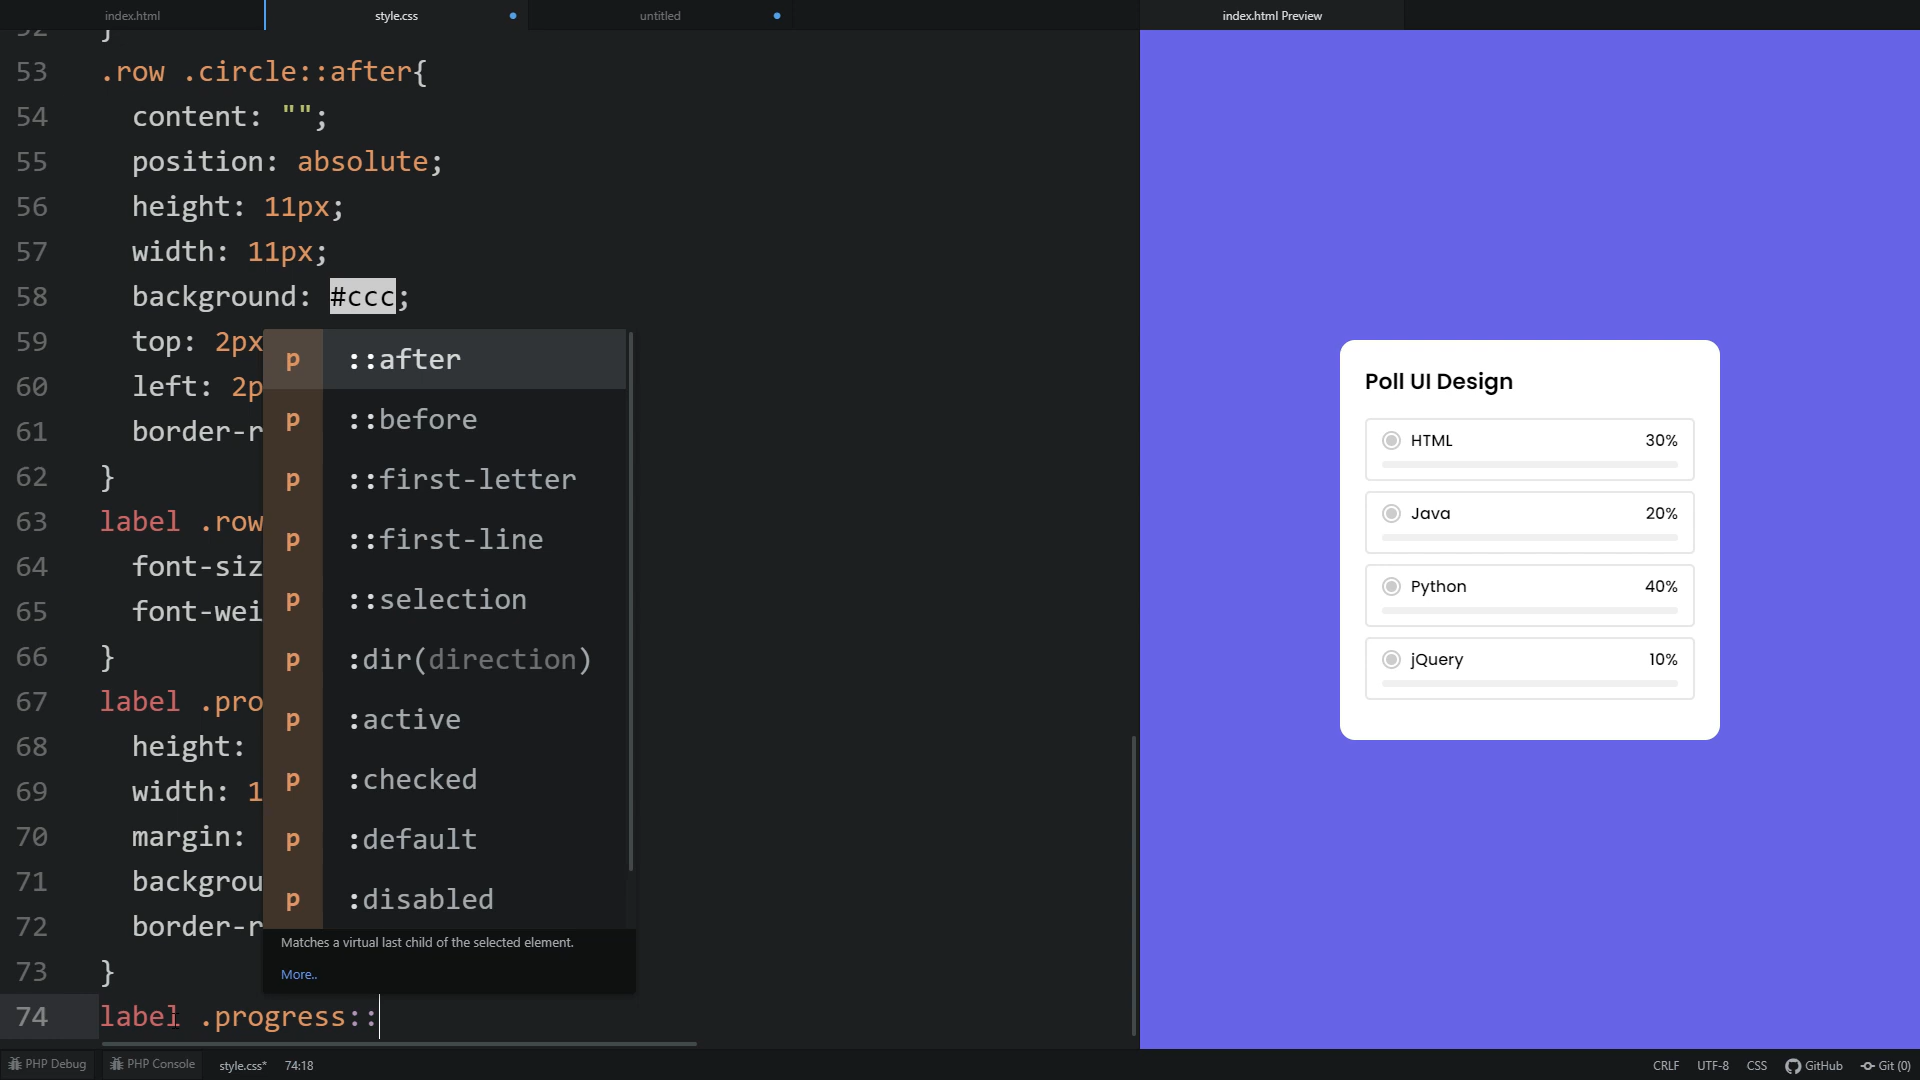 index.html
style.css
untitled
index.html Preview
}
53 .row .circle::after{
54 content: "";
55 position: absolute;
56 height: 11px;
57 width: 11px;
58 background: #ccc;
59 top: 2px
60 left: 2p
61 border-r
62 }
63 label .row
64 font-siz
65 font-wei
66 }
67 label .pro
68 height:
69 width: 1
70 margin:
71 backgrou
72 border-r
73 }
74 label .progress::
p ::after
p ::before
p ::first-letter
p ::first-line
p ::selection
p :dir(direction)
p :active
p :checked
p :default
p :disabled
Matches a virtual last child of the selected element.
More..
Poll UI Design
HTML 30%
Java 20%
Python 40%
jQuery 10%
PHP Debug PHP Console style.css* 74:18 CRLF UTF-8 CSS GitHub Git (0)